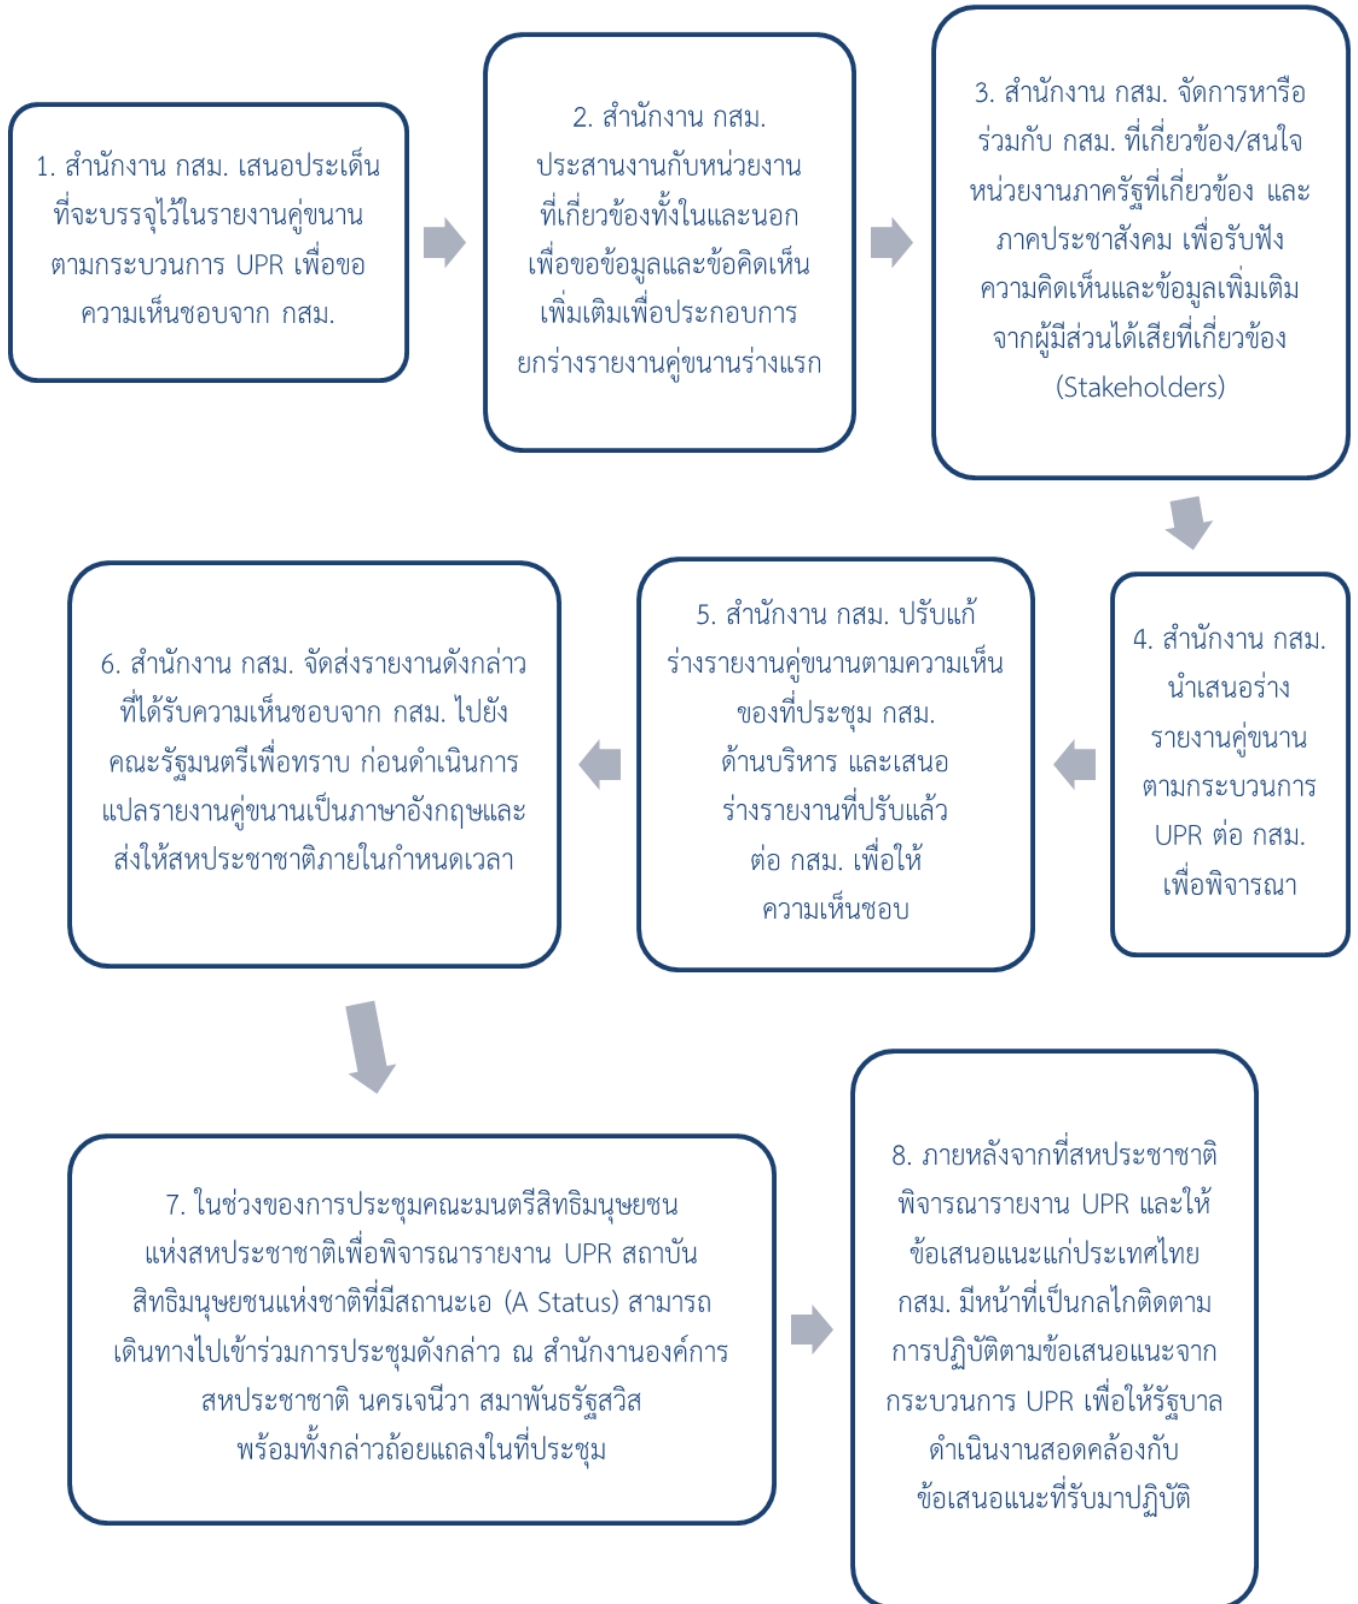 1. สำนักงาน กสม. เสนอประเด็น
ที่จะบรรจุไว้ในรายงานคู่ขนาน
ตามกระบวนการ UPR เพื่อขอ
ความเห็นชอบจาก กสม.
2. สำนักงาน กสม.
ประสานงานกับหน่วยงาน
ที่เกี่ยวข้องทั้งในและนอก
เพื่อขอข้อมูลและข้อคิดเห็น
เพิ่มเติมเพื่อประกอบการ
ยกร่างรายงานคู่ขนานร่างแรก
3. สำนักงาน กสม. จัดการหารือ
ร่วมกับ กสม. ที่เกี่ยวข้อง/สนใจ
หน่วยงานภาครัฐที่เกี่ยวข้อง และ
ภาคประชาสังคม เพื่อรับฟัง
ความคิดเห็นและข้อมูลเพิ่มเติม
จากผู้มีส่วนได้เสียที่เกี่ยวข้อง
(Stakeholders)
4. สำนักงาน กสม.
นำเสนอร่าง
รายงานคู่ขนาน
ตามกระบวนการ
UPR ต่อ กสม.
เพื่อพิจารณา
5. สำนักงาน กสม. ปรับแก้
ร่างรายงานคู่ขนานตามความเห็น
ของที่ประชุม กสม.
ด้านบริหาร และเสนอ
ร่างรายงานที่ปรับแล้ว
ต่อ กสม. เพื่อให้
ความเห็นชอบ
6. สำนักงาน กสม. จัดส่งรายงานดังกล่าว
ที่ได้รับความเห็นชอบจาก กสม. ไปยัง
คณะรัฐมนตรีเพื่อทราบ ก่อนดำเนินการ
แปลรายงานคู่ขนานเป็นภาษาอังกฤษและ
ส่งให้สหประชาชาติภายในกำหนดเวลา
7. ในช่วงของการประชุมคณะมนตรีสิทธิมนุษยชน
แห่งสหประชาชาติเพื่อพิจารณารายงาน UPR สถาบัน
สิทธิมนุษยชนแห่งชาติที่มีสถานะเอ (A Status) สามารถ
เดินทางไปเข้าร่วมการประชุมดังกล่าว ณ สำนักงานองค์การ
สหประชาชาติ นครเจนีวา สมาพันธรัฐสวิส
พร้อมทั้งกล่าวถ้อยแถลงในที่ประชุม
8. ภายหลังจากที่สหประชาชาติ
พิจารณารายงาน UPR และให้
ข้อเสนอแนะแก่ประเทศไทย
กสม. มีหน้าที่เป็นกลไกติดตาม
การปฏิบัติตามข้อเสนอแนะจาก
กระบวนการ UPR เพื่อให้รัฐบาล
ดำเนินงานสอดคล้องกับ
ข้อเสนอแนะที่รับมาปฏิบัติ